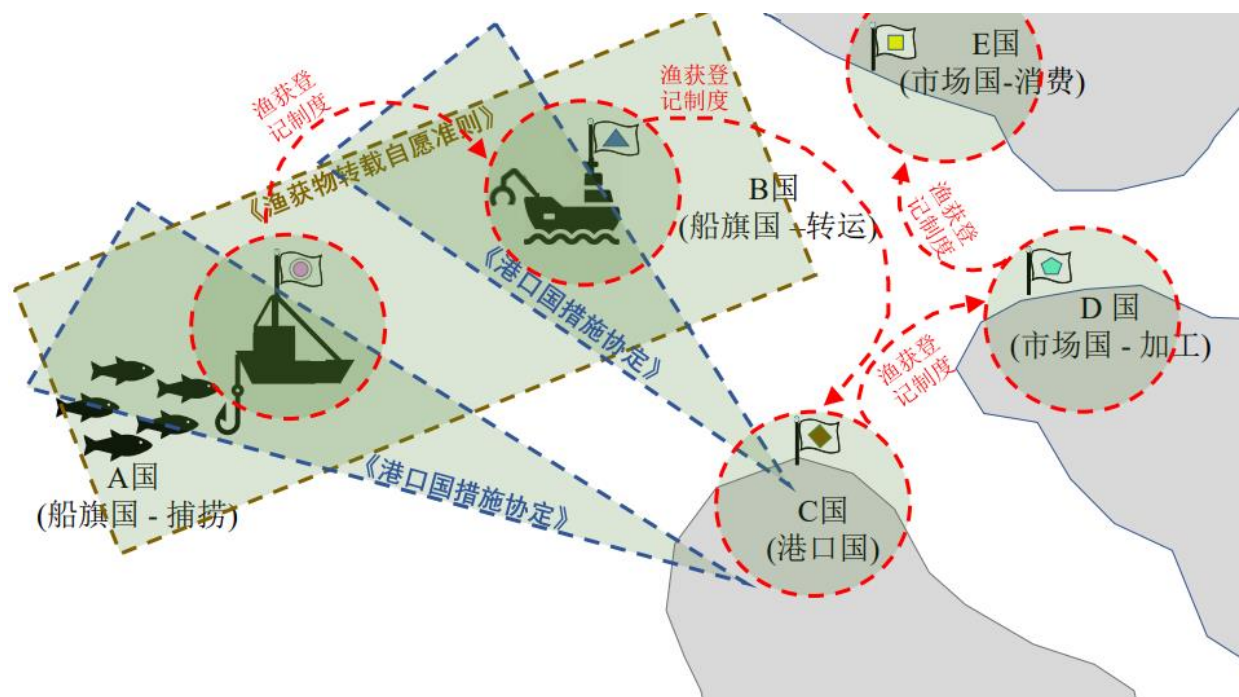 E国
(市场国-消费)
渔获登
记制度
渔获登
记制度
《渔获物转载自愿准则》
B国
(船旗国 –转运)
渔获登
记制度
《港口国措施协定》
D 国
(市场国 - 加工)
渔获登
记制度
A国
(船旗国 - 捕捞)
《港口国措施协定》
C国
(港口国)